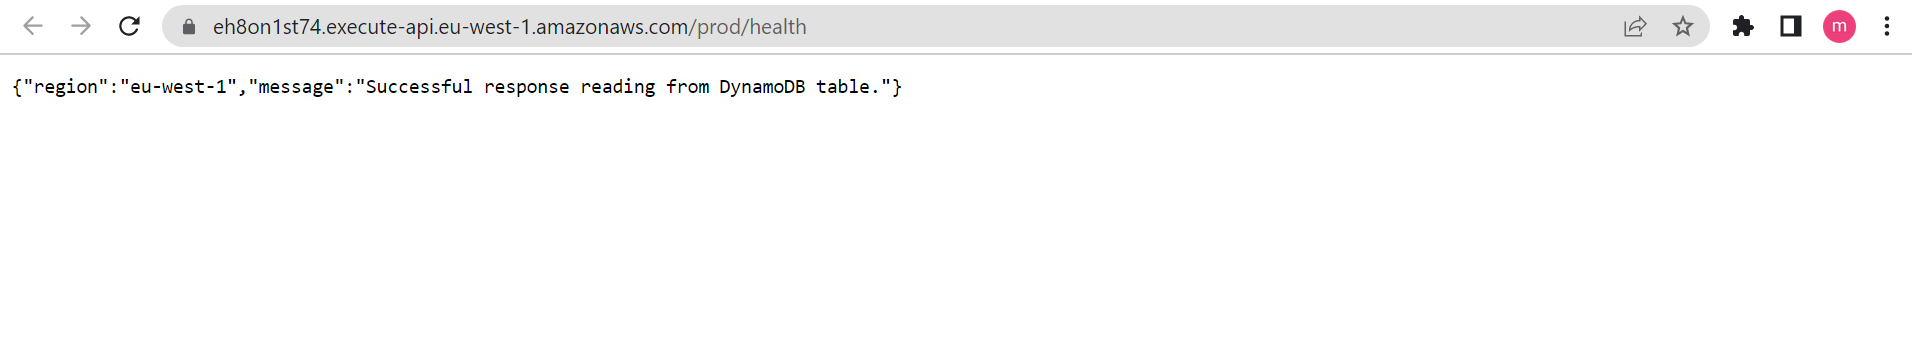 eh8on1st74.execute-api.eu-west-1.amazonaws.com/prod/health
m
{"region":"eu-west-1","message":"Successful response reading from DynamoDB table."}